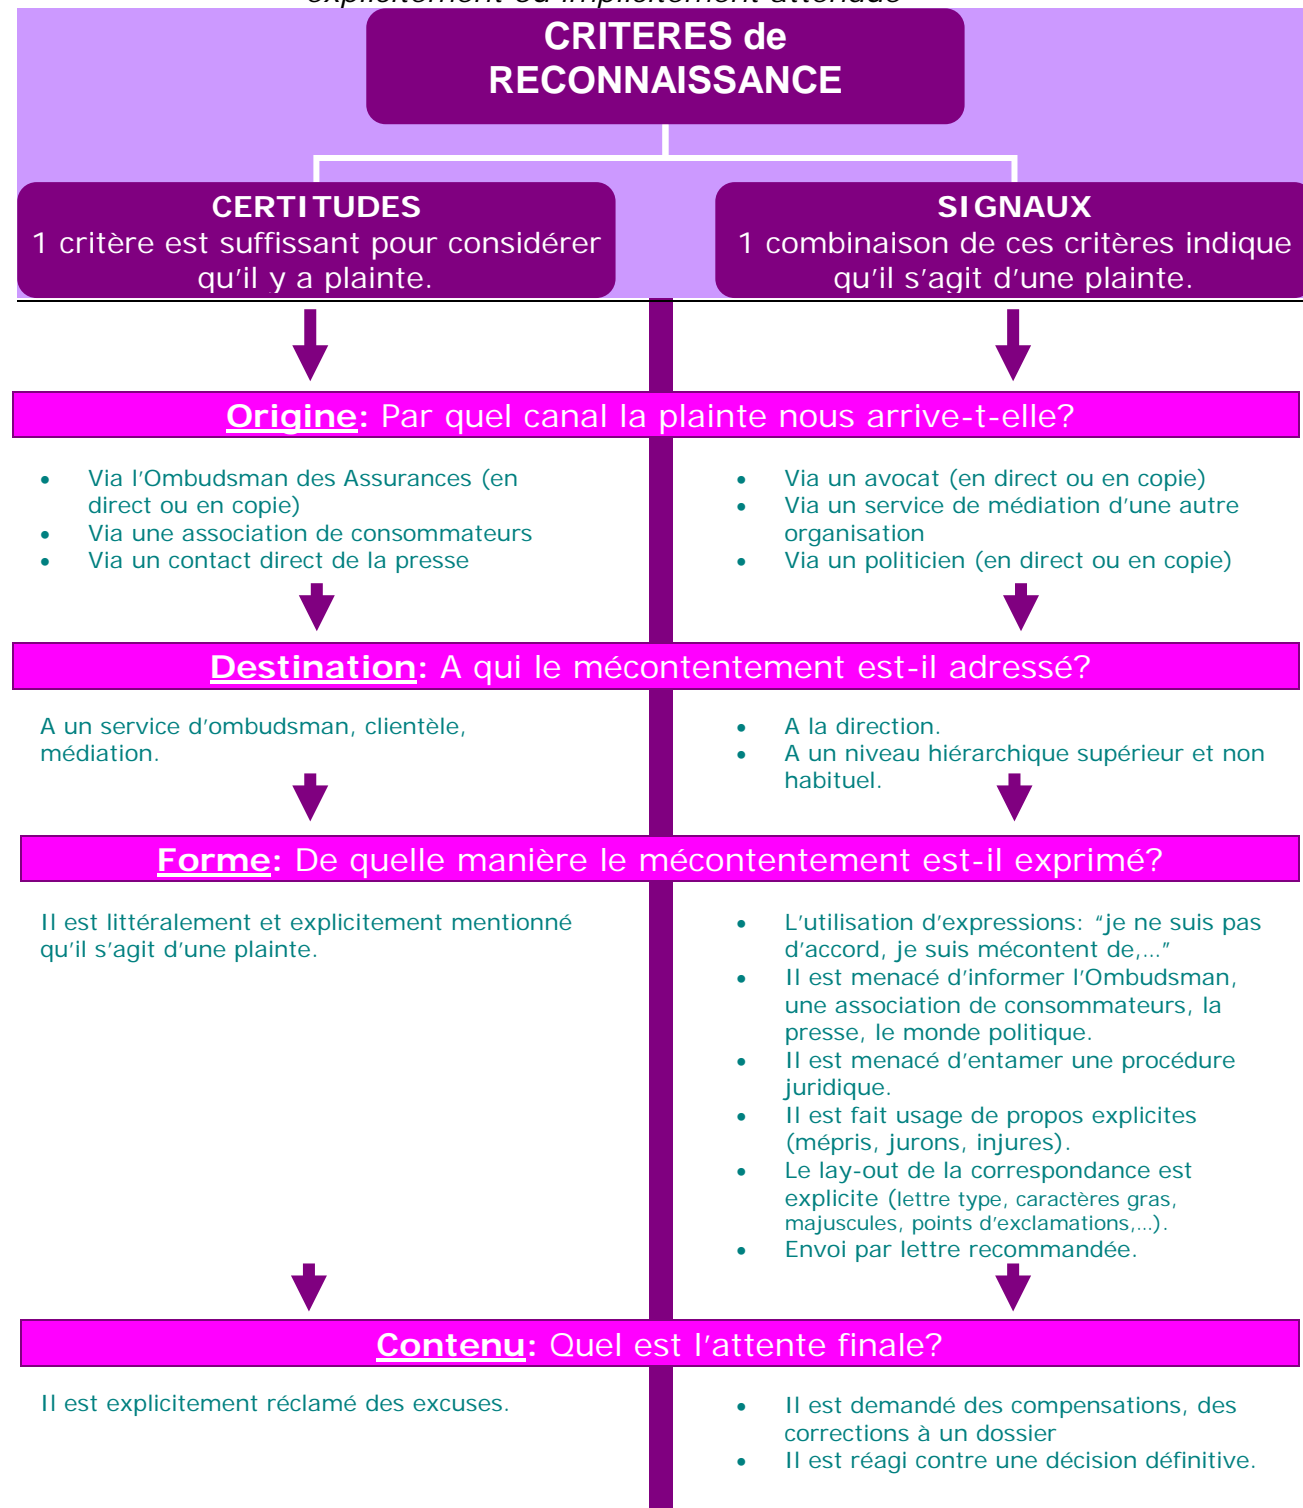 explicitement ou implicitement attendue
CRITERES de
RECONNAISSANCE
CERTITUDES
1 critère est suffissant pour considérer
qu'il y a plainte.
SIGNAUX
1 combinaison de ces critères indique
qu'il s'agit d'une plainte.
Origine: Par quel canal la plainte nous arrive-t-elle?
• Via l'Ombudsman des Assurances (en
direct ou en copie)
• Via une association de consommateurs
• Via un contact direct de la presse
• Via un avocat (en direct ou en copie)
• Via un service de médiation d'une autre
organisation
• Via un politicien (en direct ou en copie)
Destination: A qui le mécontentement est-il adressé?
A un service d'ombudsman, clientèle,
médiation.
• A la direction.
• A un niveau hiérarchique supérieur et non
habituel.
Forme: De quelle manière le mécontentement est-il exprimé?
Il est littéralement et explicitement mentionné
qu'il s'agit d'une plainte.
• L'utilisation d'expressions: "je ne suis pas
d'accord, je suis mécontent de,…"
• Il est menacé d'informer l'Ombudsman,
une association de consommateurs, la
presse, le monde politique.
• Il est menacé d'entamer une procédure
juridique.
• Il est fait usage de propos explicites
(mépris, jurons, injures).
• Le lay-out de la correspondance est
explicite (lettre type, caractères gras,
majuscules, points d'exclamations,…).
• Envoi par lettre recommandée.
Contenu: Quel est l'attente finale?
Il est explicitement réclamé des excuses.
• Il est demandé des compensations, des
corrections à un dossier
• Il est réagi contre une décision définitive.